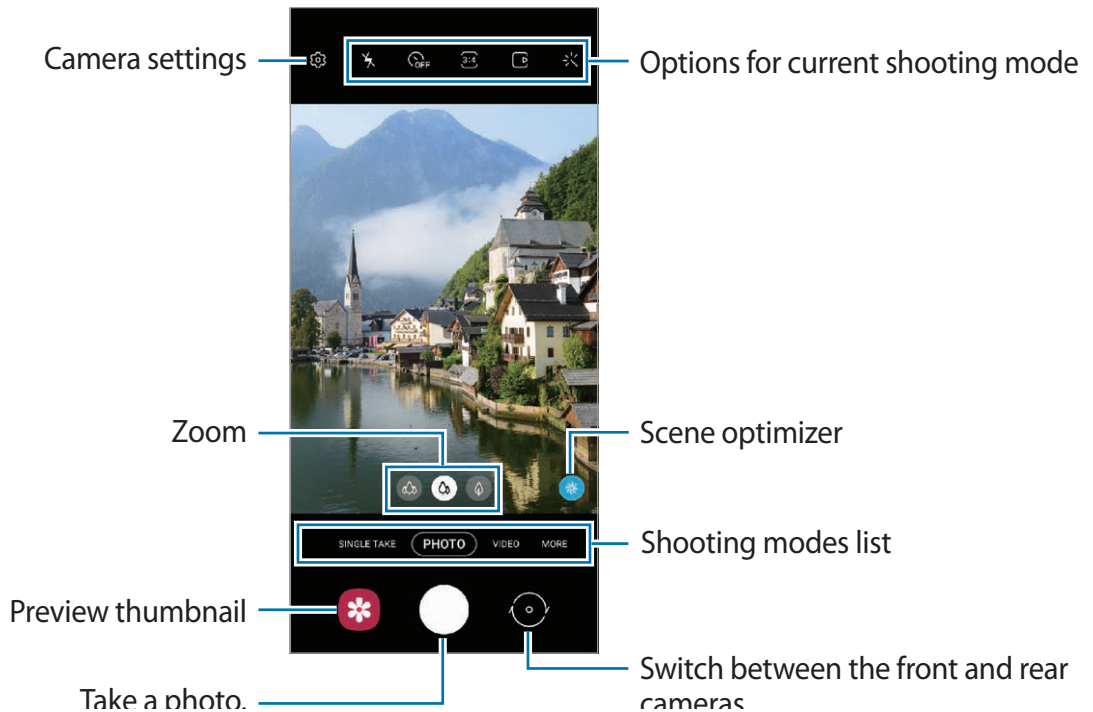 Camera settings
OFF
3:4
Options for current shooting mode
Zoom
Scene optimizer
SINGLE TAKE PHOTO VIDEO MORE
Shooting modes list
Preview thumbnail
Switch between the front and rear
cameras
Take a photo.